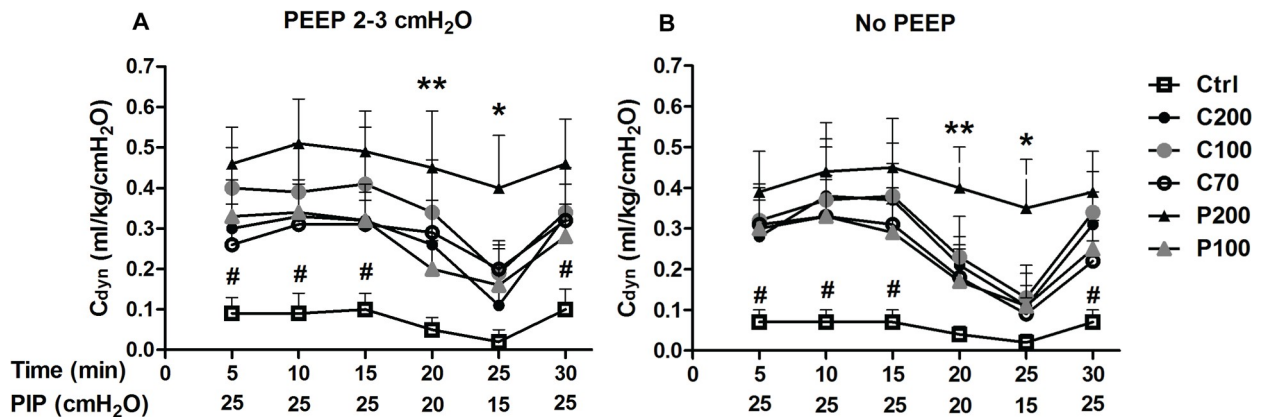 A PEEP 2-3 cmH2O
Cdyn (ml/kg/cmH2O)
0.7
0.6
0.5
0.4
0.3
0.2
0.1
0.0
** *
# # # #
Time (min) 0 5 10 15 20 25 30
PIP (cmH2O) 25 25 25 20 15 25
B No PEEP
Cdyn (ml/kg/cmH2O)
0.7
0.6
0.5
0.4
0.3
0.2
0.1
0.0
** *
# # # #
0 5 10 15 20 25 30
25 25 25 20 15 25
Ctrl
C200
C100
C70
P200
P100